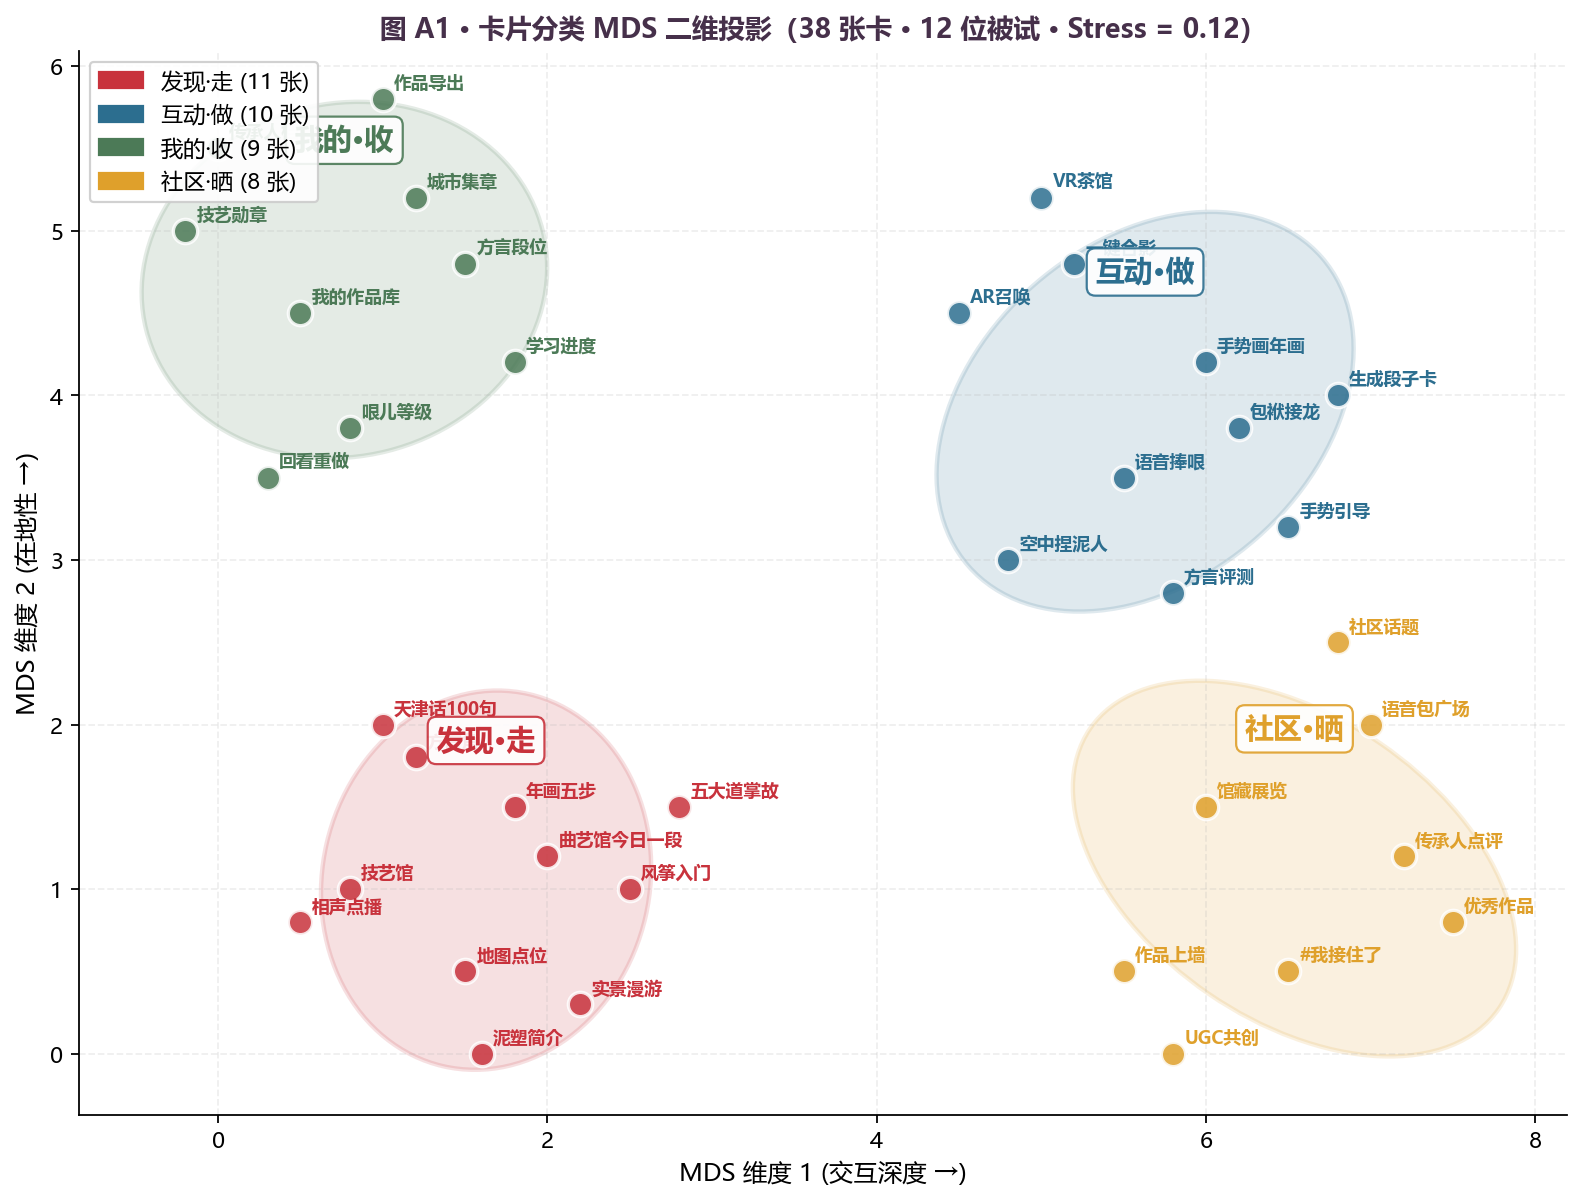 图 A1 • 卡片分类 MDS 二维投影（38 张卡 • 12 位被试 • Stress = 0.12）
发现·走 (11 张)
互动·做 (10 张)
我的·收 (9 张)
社区·晒 (8 张)
作品导出
我的•收
城市集章
技艺勋章
方言段位
我的作品库
学习进度
哏儿等级
回看重做
VR茶馆
一键合影
互动•做
AR召唤
手势画年画
生成段子卡
包袱接龙
语音捧哏
手势引导
空中捏泥人
方言评测
社区话题
语音包广场
社区•晒
馆藏展览
传承人点评
优秀作品
作品上墙
#我接住了
UGC共创
天津话100句
发现•走
年画五步
五大道掌故
曲艺馆今日一段
技艺馆
风筝入门
相声点播
地图点位
实景漫游
泥塑简介
6
5
4
3
2
1
0
0
2
4
6
8
MDS 维度 1 (交互深度 →)
MDS 维度 2 (在地性 →)